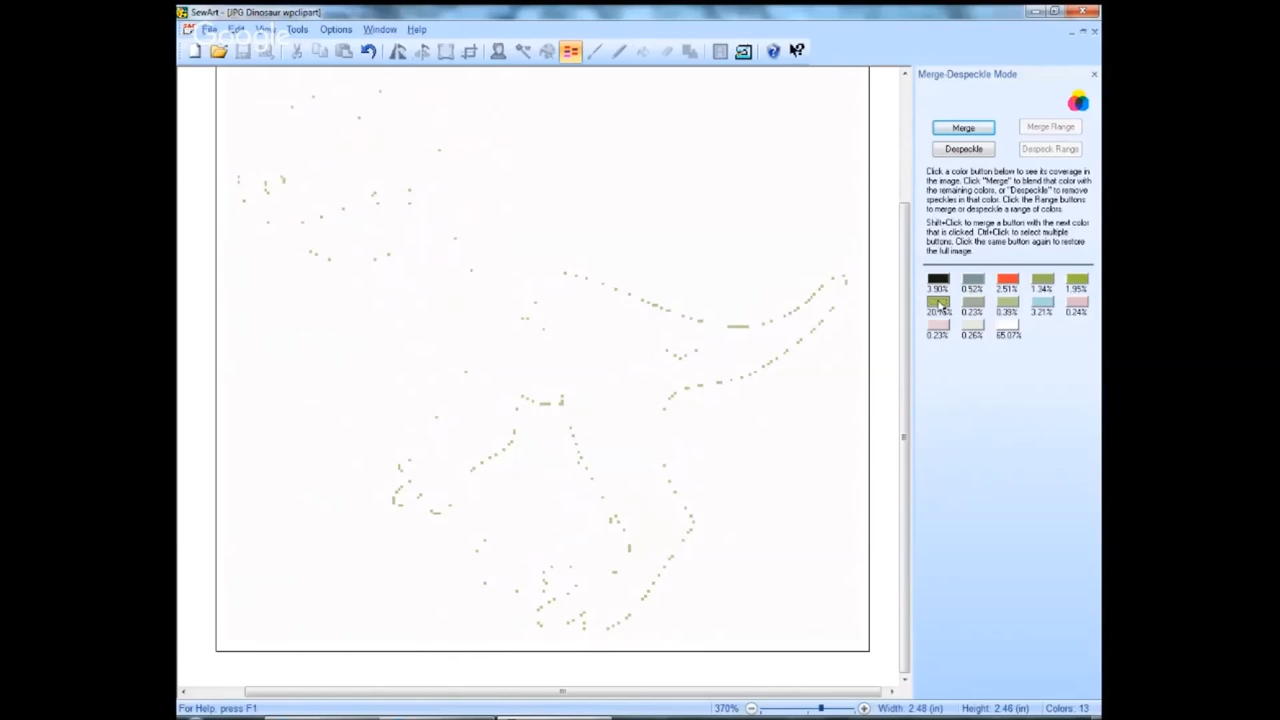 SewArt - [JPG Dinosaur wpclipart]
File Edit View Tools Options Window Help
Google
Merge-Despeckle Mode
Merge Merge Range
Despeckle Despeck Range
Click a color button below to see its coverage in
the image. Click "Merge" to blend that color with
the remaining colors, or "Despeckle" to remove
speckles in that color. Click the Range buttons
to merge or despeckle a range of colors.
Shift+Click to merge a button with the next color
that is clicked. Ctrl+Click to select multiple
buttons. Click the same button again to restore
the full image.
3.90% 0.52% 2.51% 1.34% 1.95%
0.23% 0.39% 3.21% 0.24%
0.23% 0.26% 65.07%
For Help, press F1 370% Width: 2.48 (in) Height: 2.46 (in) Colors: 13